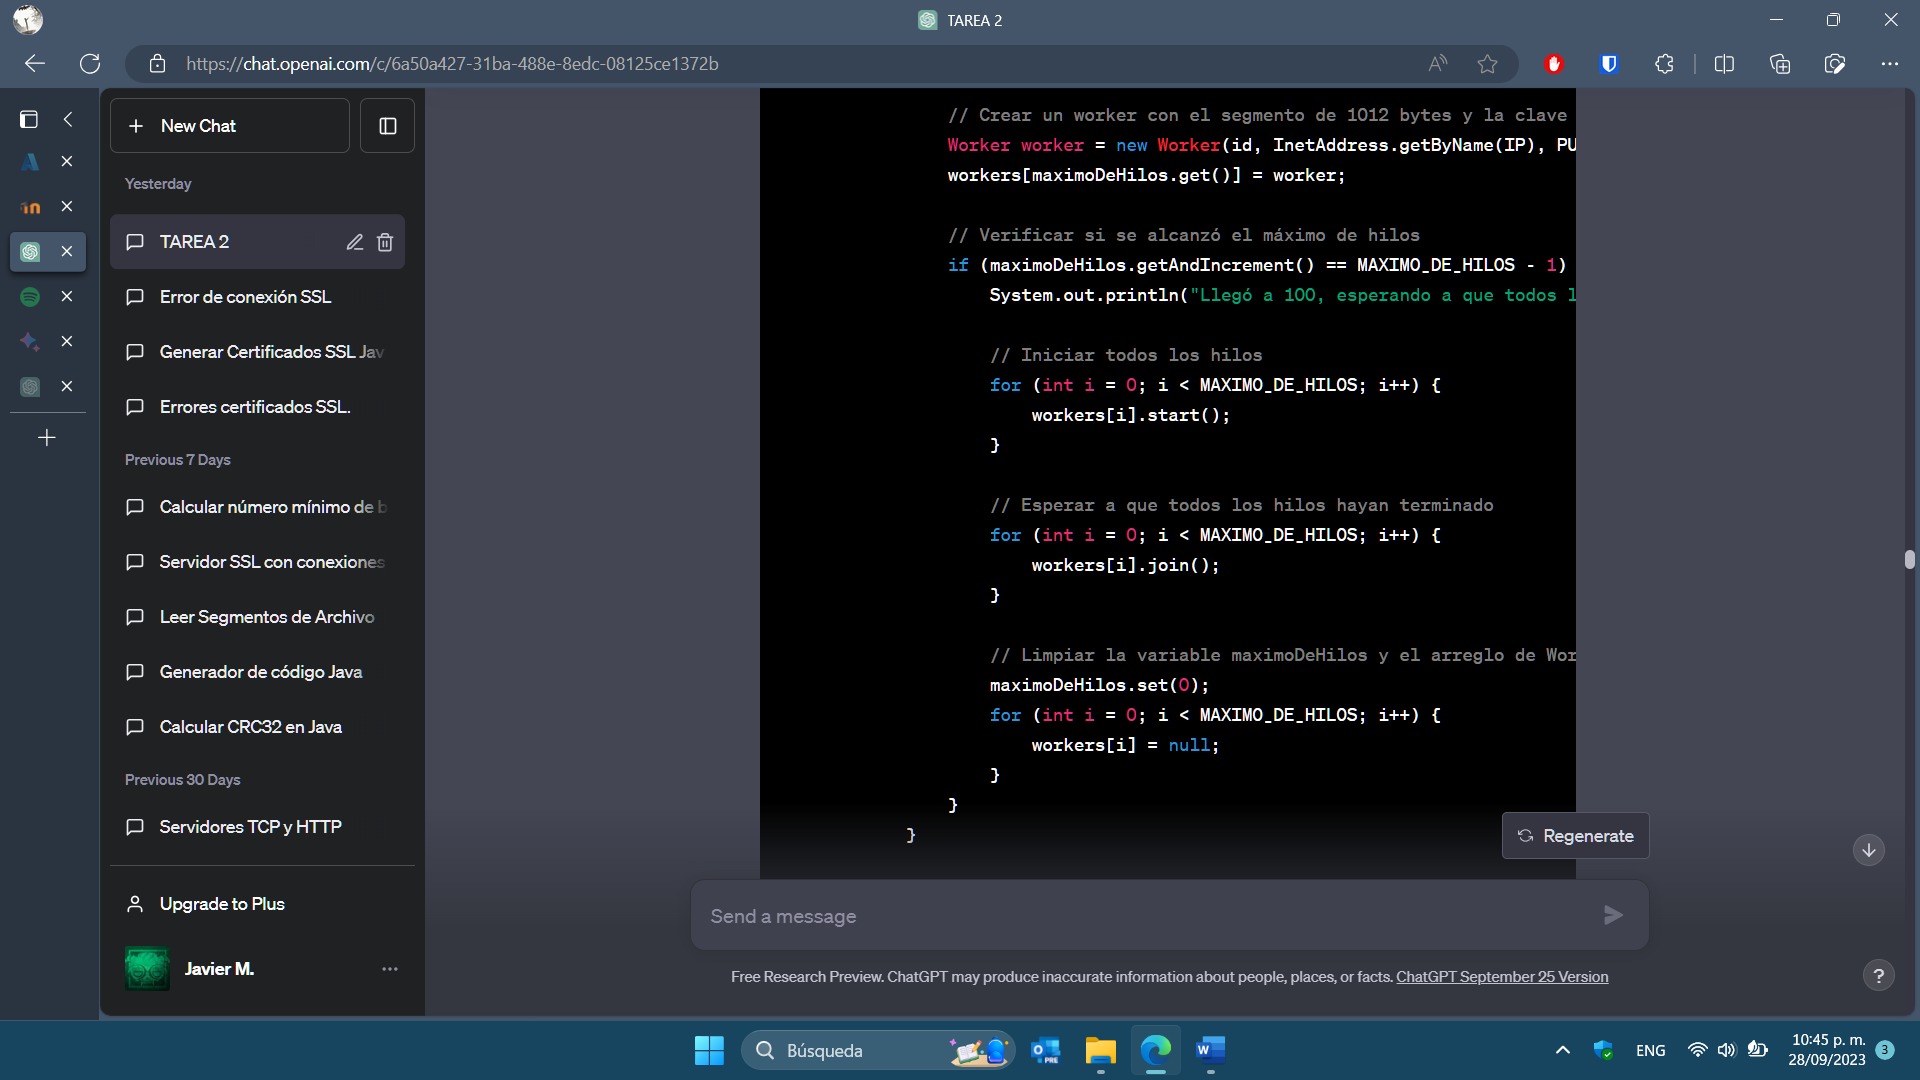 TAREA 2
https://chat.openai.com/c/6a50a427-31ba-488e-8edc-08125ce1372b
New Chat
Yesterday
TAREA 2
Error de conexión SSL
Generar Certificados SSL Jav
Errores certificados SSL.
Previous 7 Days
Calcular número mínimo de b
Servidor SSL con conexiones
Leer Segmentos de Archivo
Generador de código Java
Calcular CRC32 en Java
Previous 30 Days
Servidores TCP y HTTP
Upgrade to Plus
Javier M.
// Crear un worker con el segmento de 1012 bytes y la clave
Worker worker = new Worker(id, InetAddress.getByName(IP), PU
workers[maximoDeHilos.get()] = worker;
// Verificar si se alcanzó el máximo de hilos
if (maximoDeHilos.getAndIncrement() == MAXIMO_DE_HILOS - 1)
System.out.println("Llegó a 100, esperando a que todos l
// Iniciar todos los hilos
for (int i = 0; i < MAXIMO_DE_HILOS; i++) {
workers[i].start();
}
// Esperar a que todos los hilos hayan terminado
for (int i = 0; i < MAXIMO_DE_HILOS; i++) {
workers[i].join();
}
// Limpiar la variable maximoDeHilos y el arreglo de Wor
maximoDeHilos.set(0);
for (int i = 0; i < MAXIMO_DE_HILOS; i++) {
workers[i] = null;
}
}
}
Regenerate
Send a message
Free Research Preview. ChatGPT may produce inaccurate information about people, places, or facts. ChatGPT September 25 Version
?
Búsqueda
ENG
10:45 p. m.
28/09/2023
3